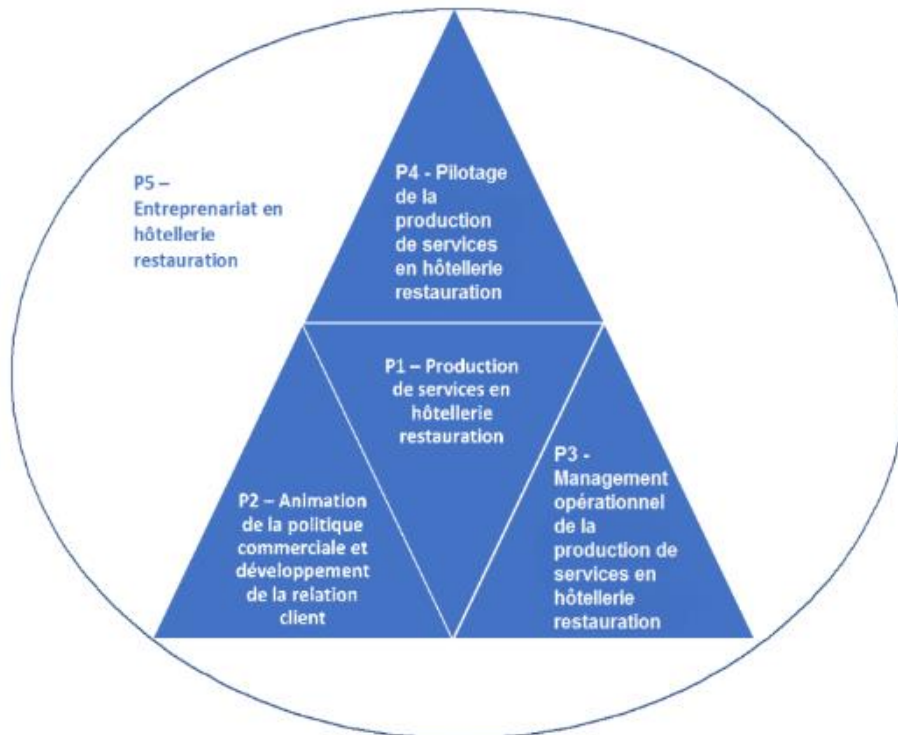 P4 - Pilotage
de la
production
de services
en hôtellerie
restauration
P5 –
Entreprenariat en
hôtellerie
restauration
P1 – Production
de services en
hôtellerie
restauration
P2 – Animation
de la politique
commerciale et
développement
de la relation
client
P3 -
Management
opérationnel
de la
production de
services en
hôtellerie
restauration